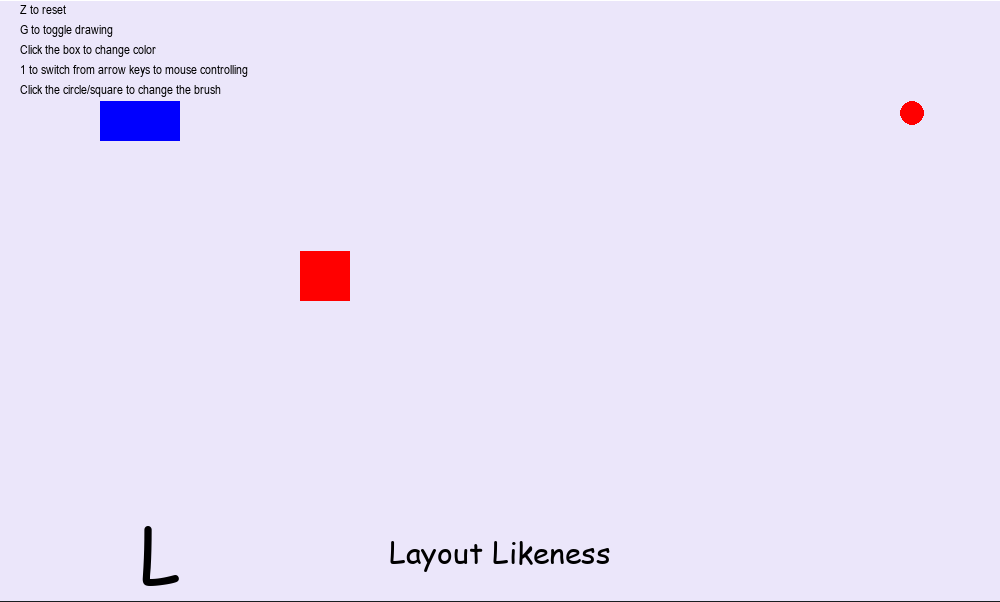 Z to reset
G to toggle drawing
Click the box to change color
1 to switch from arrow keys to mouse controlling
Click the circle/square to change the brush
L
Layout Likeness